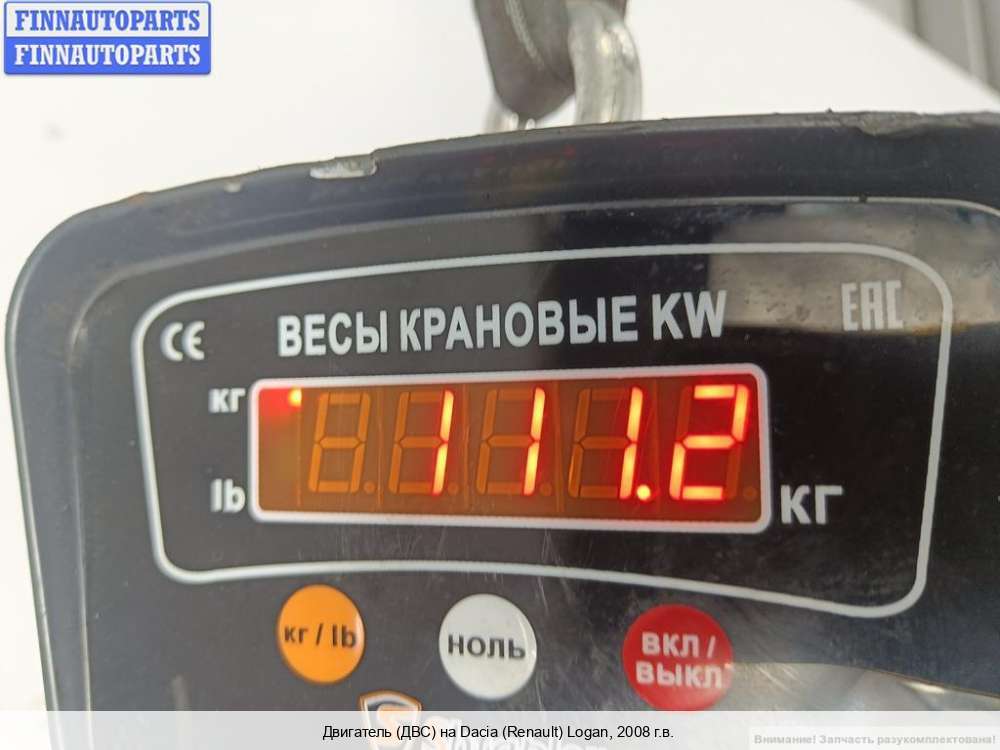 FINNAUTOPARTS
FINNAUTOPARTS
CE
ВЕСЫ КРАНОВЫЕ KW
EAC
кг
111.2
lb
кг
кг / lb
НОЛЬ
ВКЛ /
ВЫКЛ
Двигатель (ДВС) на Dacia (Renault) Logan, 2008 г.в.
Внимание! Запчасть разукомплектована!